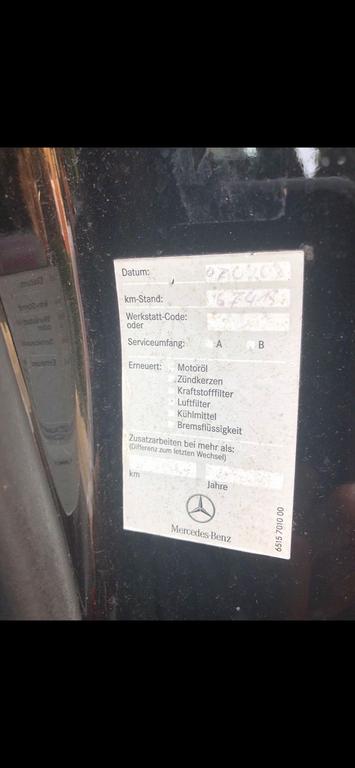 Datum:
km-Stand:
Werkstatt-Code:
oder
Serviceumfang: A B
Erneuert: Motoröl
Zündkerzen
Kraftstofffilter
Luftfilter
Kühlmittel
Bremsflüssigkeit
Zusatzarbeiten bei mehr als:
(Differenz zum letzten Wechsel)
km Jahre
Mercedes-Benz
6515 7010 00